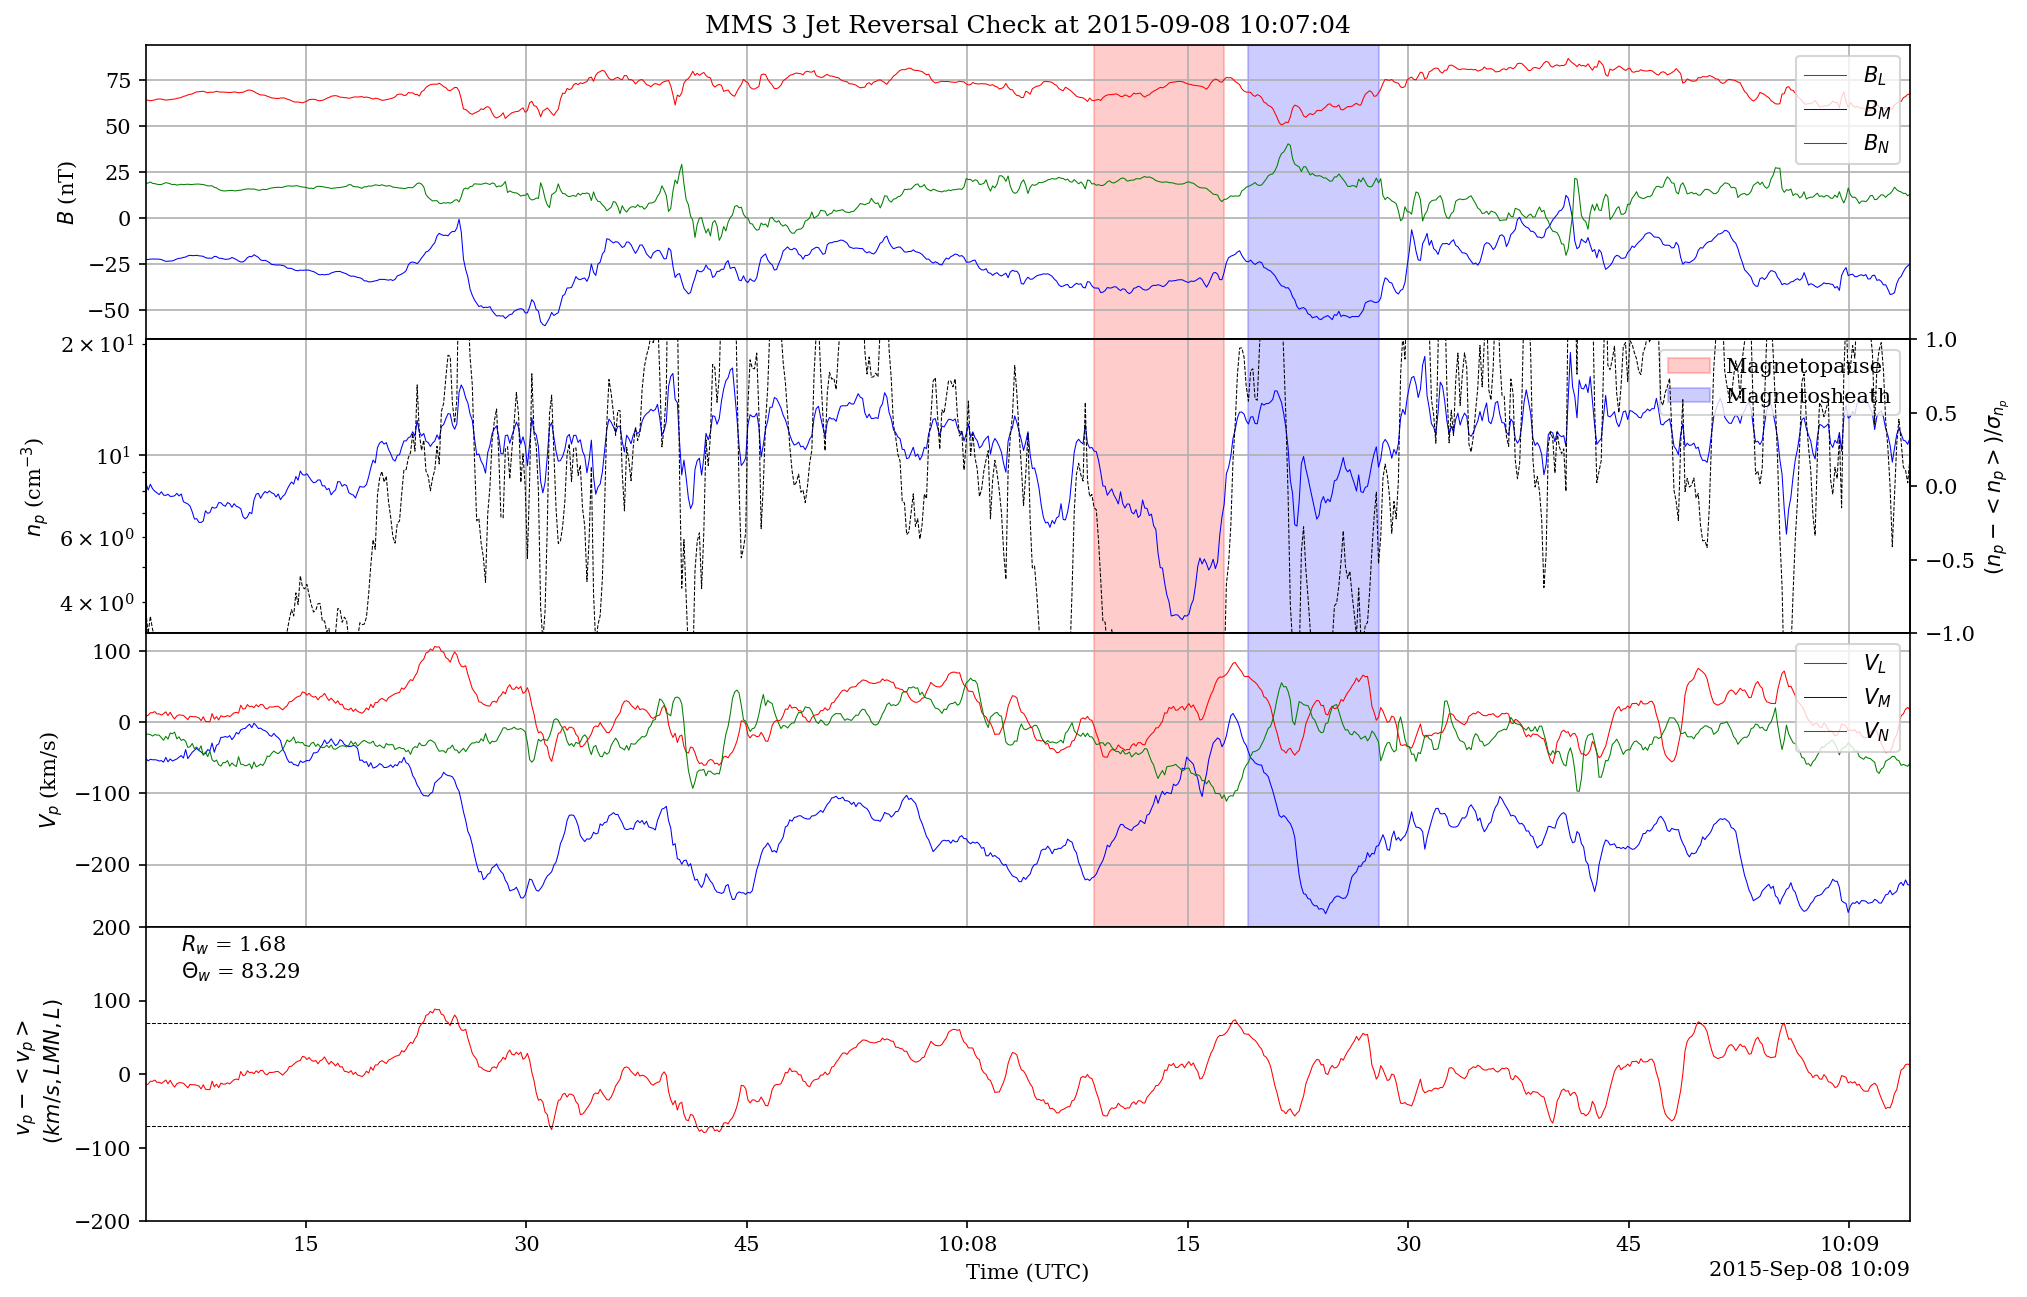 MMS 3 Jet Reversal Check at 2015-09-08 10:07:04
75
50
25
0
−25
−50
B (nT)
B_L
B_M
B_N
2 × 10^1
10^1
6 × 10^0
4 × 10^0
n_p (cm^−3)
1.0
0.5
0.0
−0.5
−1.0
(n_p − < n_p >)/σ_{n_p}
Magnetopause
Magnetosheath
100
0
−100
−200
V_p (km/s)
V_L
V_M
V_N
200
100
0
−100
−200
v_p − < v_p >
(km/s, LMN, L)
R_w = 1.68
Θ_w = 83.29
15
30
45
10:08
15
30
45
10:09
Time (UTC)
2015-Sep-08 10:09